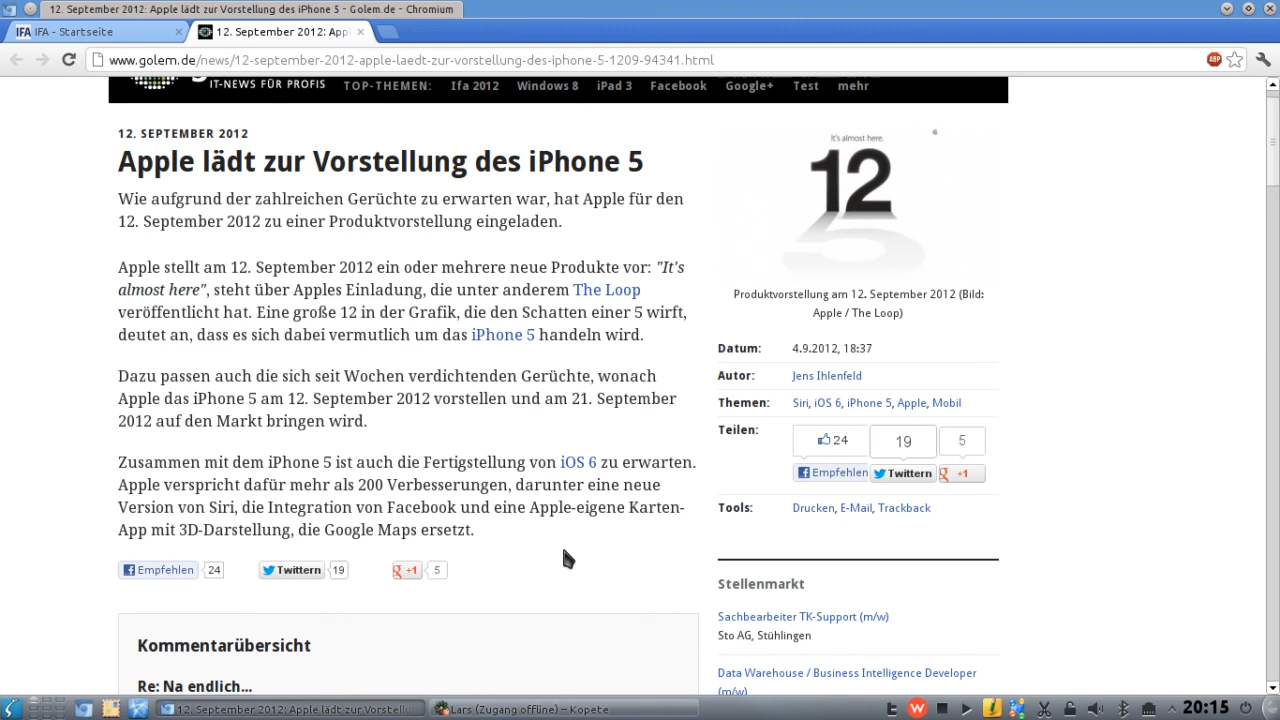 12. September 2012: Apple lädt zur Vorstellung des iPhone 5 - Golem.de - Chromium
IFA IFA - Startseite
12. September 2012: Appl
www.golem.de/news/12-september-2012-apple-laedt-zur-vorstellung-des-iphone-5-1209-94341.html
ABP
IT-NEWS FÜR PROFIS
TOP-THEMEN: Ifa 2012 Windows 8 iPad 3 Facebook Google+ Test mehr
12. SEPTEMBER 2012
Apple lädt zur Vorstellung des iPhone 5
Wie aufgrund der zahlreichen Gerüchte zu erwarten war, hat Apple für den
12. September 2012 zu einer Produktvorstellung eingeladen.
Apple stellt am 12. September 2012 ein oder mehrere neue Produkte vor: "It's
almost here", steht über Apples Einladung, die unter anderem The Loop
veröffentlicht hat. Eine große 12 in der Grafik, die den Schatten einer 5 wirft,
deutet an, dass es sich dabei vermutlich um das iPhone 5 handeln wird.
Dazu passen auch die sich seit Wochen verdichtenden Gerüchte, wonach
Apple das iPhone 5 am 12. September 2012 vorstellen und am 21. September
2012 auf den Markt bringen wird.
Zusammen mit dem iPhone 5 ist auch die Fertigstellung von iOS 6 zu erwarten.
Apple verspricht dafür mehr als 200 Verbesserungen, darunter eine neue
Version von Siri, die Integration von Facebook und eine Apple-eigene Karten-
App mit 3D-Darstellung, die Google Maps ersetzt.
Empfehlen 24 Twittern 19 +1 5
Kommentarübersicht
Re: Na endlich...
It's almost here.
12
5
Produktvorstellung am 12. September 2012 (Bild:
Apple / The Loop)
Datum: 4.9.2012, 18:37
Autor: Jens Ihlenfeld
Themen: Siri, iOS 6, iPhone 5, Apple, Mobil
Teilen: 24 19 5
Empfehlen Twittern +1
Tools: Drucken, E-Mail, Trackback
Stellenmarkt
Sachbearbeiter TK-Support (m/w)
Sto AG, Stühlingen
Data Warehouse / Business Intelligence Developer
(m/w)
12. September 2012: Apple lädt zur Vorstellu...
Lars (Zugang offline) – Kopete
20:15